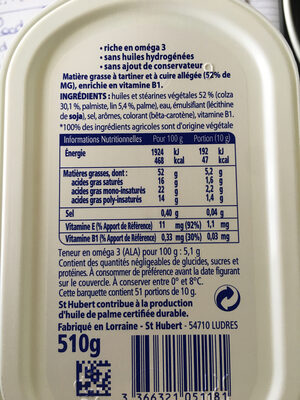 • riche en oméga 3
• sans huiles hydrogénées
• sans ajout de conservateur
Matière grasse à tartiner et à cuire allégée (52% de
MG), enrichie en vitamine B1.
INGRÉDIENTS : huiles et stéarines végétales 52 % (colza
30,1 %, palmiste, lin 5,4 %, palme), eau, émulsifiant (lécithine
de soja), sel, arômes, colorant (bêta-carotène), vitamine B1.
*100% des ingrédients agricoles sont d'origine végétale
Informations Nutritionnelles Pour 100 g Portion (10 g)
Énergie 1924 kJ 192 kJ
468 kcal 47 kcal
Matières grasses, dont : 52 g 5,2 g
acides gras saturés 16 g 1,6 g
acides gras mono-insaturés 22 g 2,2 g
acides gras poly-insaturés 14 g 1,4 g
Sel 0,40 g 0,04 g
Vitamine E (% Apport de Référence) 11 mg (92%) 1,1 mg
Vitamine B1 (% Apport de Référence) 0,33 mg (30%) 0,03 mg
Teneur en oméga 3 (ALA) pour 100 g : 5,1 g
Contient des quantités négligeables de glucides, sucres et
protéines. À consommer de préférence avant la date figurant
sur le couvercle. À conserver entre 0° et 8°C.
Cette barquette contient 51 portions de 10 g.
St Hubert contribue à la production
d'huile de palme certifiée durable.
Fabriqué en Lorraine - St Hubert - 54710 LUDRES
510g
3 366321 051181